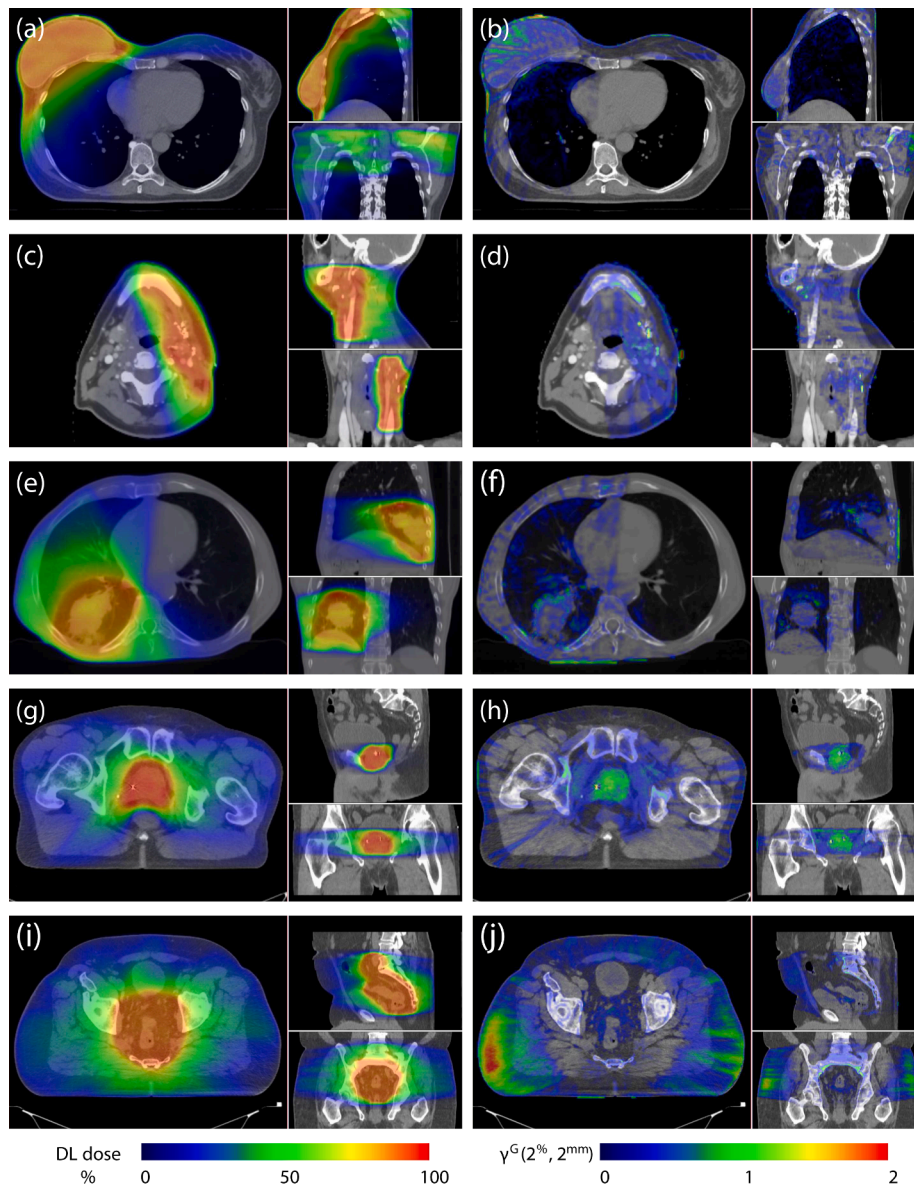 (a)
(b)
(c)
(d)
(e)
(f)
(g)
(h)
(i)
(j)
DL dose
%
0
50
100
γG(2%, 2mm)
0
1
2